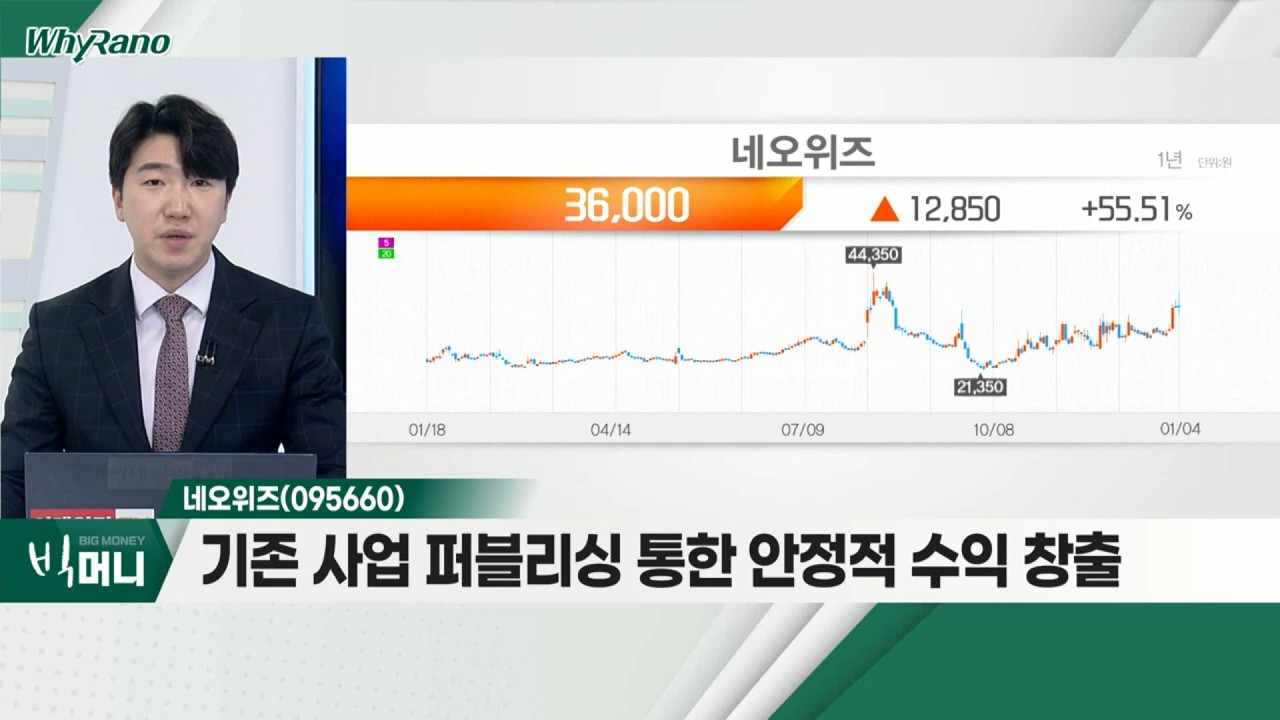 WhyRano
네오위즈
1년 단위:원
36,000
▲ 12,850 +55.51%
5
20
44,350
21,350
01/18 04/14 07/09 10/08 01/04
네오위즈(095660)
BIG MONEY
빅머니
기존 사업 퍼블리싱 통한 안정적 수익 창출